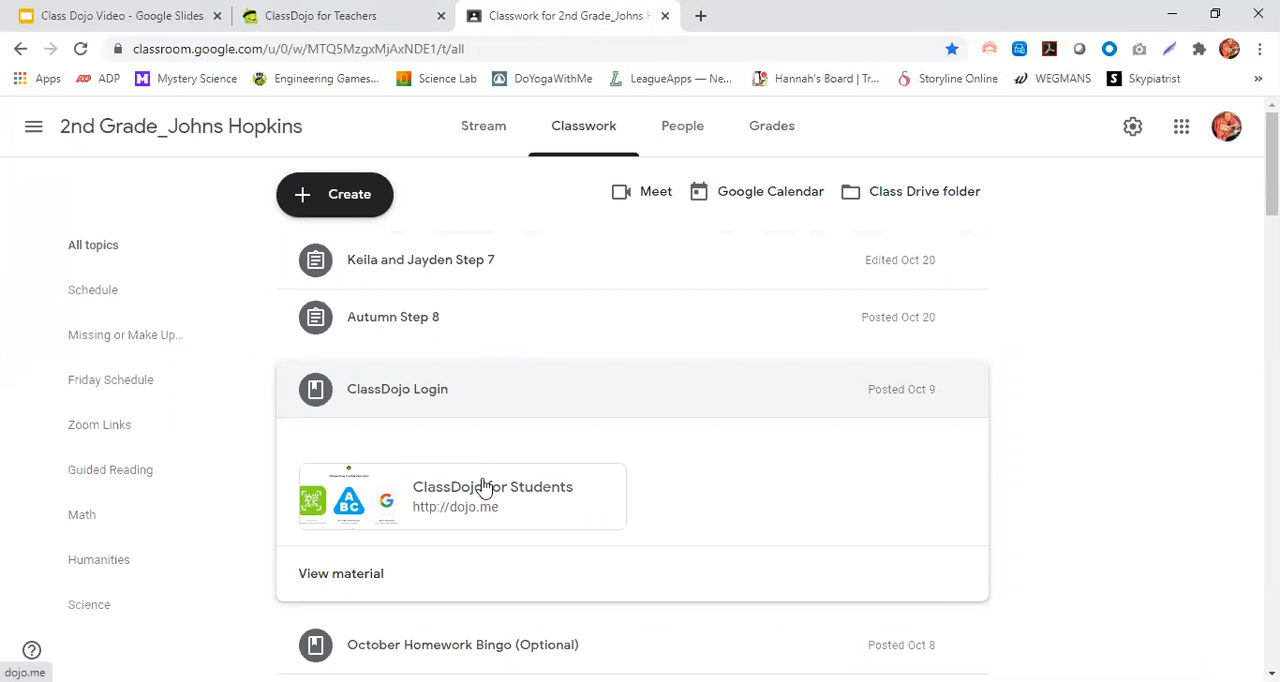 Class Dojo Video - Google Slides
ClassDojo for Teachers
Classwork for 2nd Grade_Johns H
classroom.google.com/u/0/w/MTQ5MzgxMjAxNDE1/t/all
Apps
ADP
Mystery Science
Engineering Games...
Science Lab
DoYogaWithMe
LeagueApps — Ne...
Hannah's Board | Tr...
Storyline Online
WEGMANS
Skypiatrist
»
2nd Grade_Johns Hopkins
Stream
Classwork
People
Grades
+ Create
Meet
Google Calendar
Class Drive folder
All topics
Schedule
Missing or Make Up...
Friday Schedule
Zoom Links
Guided Reading
Math
Humanities
Science
Keila and Jayden Step 7
Edited Oct 20
Autumn Step 8
Posted Oct 20
ClassDojo Login
Posted Oct 9
A
BC
G
ClassDojo for Students
http://dojo.me
View material
October Homework Bingo (Optional)
Posted Oct 8
dojo.me